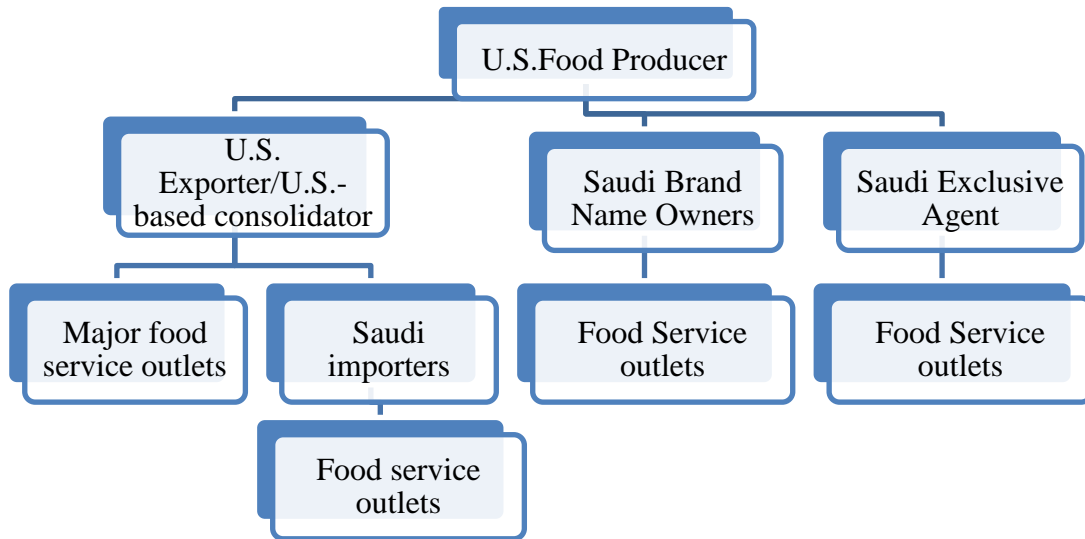 U.S.Food Producer
U.S.
Exporter/U.S.-
based consolidator
Saudi Brand
Name Owners
Saudi Exclusive
Agent
Major food
service outlets
Saudi
importers
Food Service
outlets
Food Service
outlets
Food service
outlets